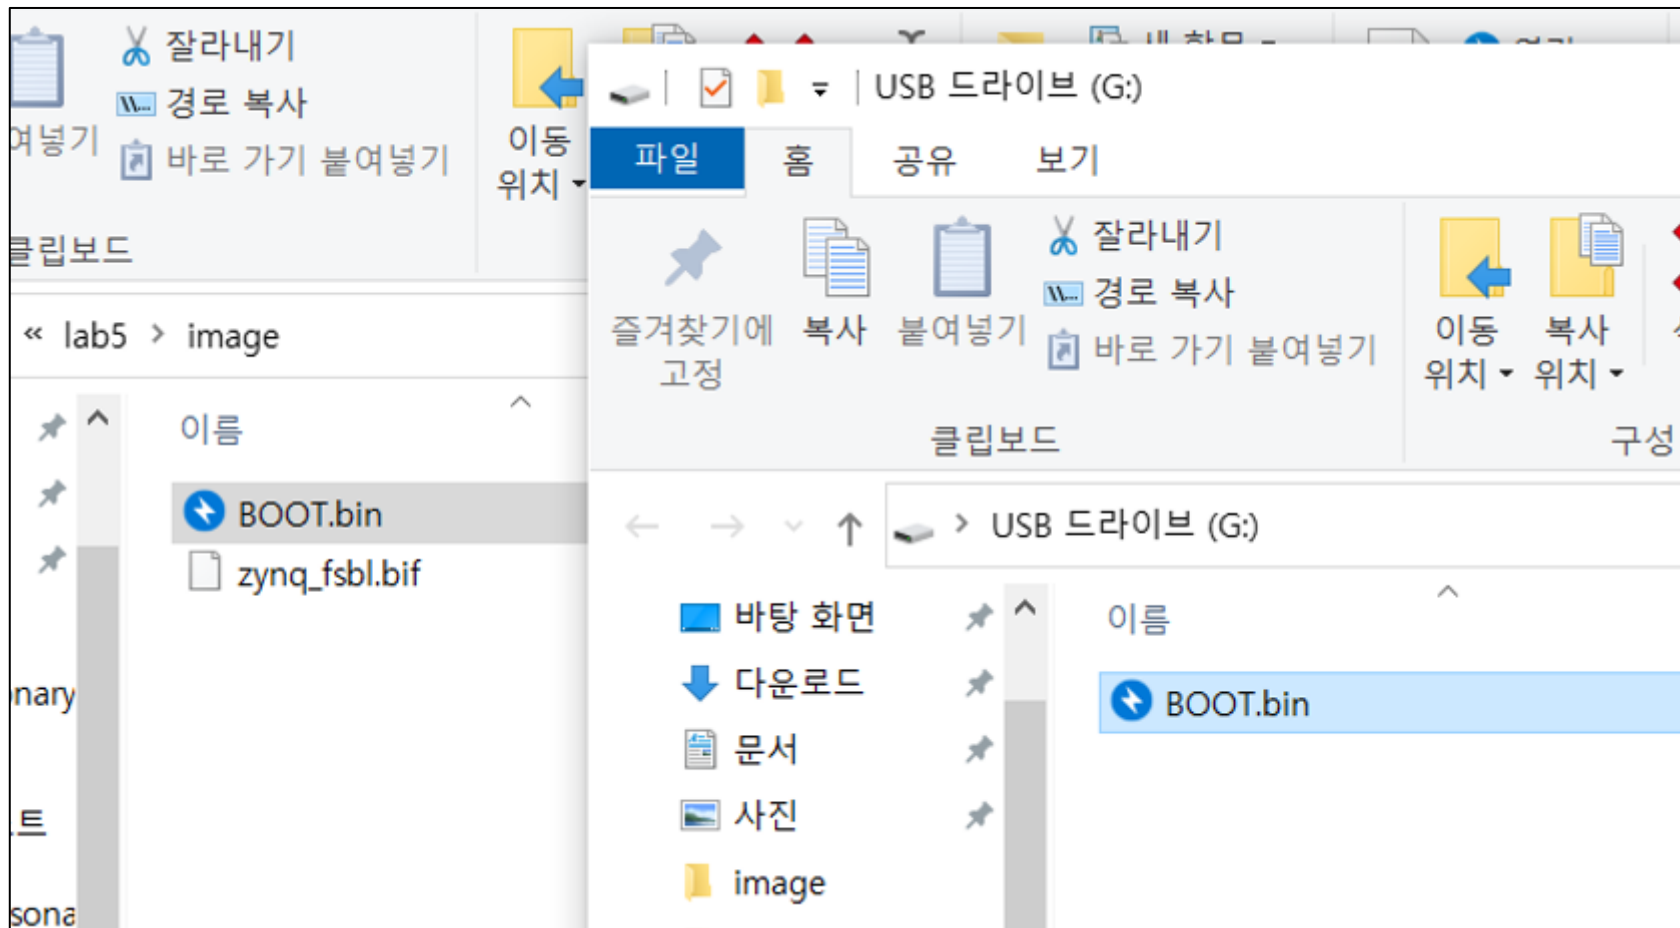 잘라내기
경로 복사
여넣기
바로 가기 붙여넣기
이동
위치
클립보드
« lab5 > image
이름
BOOT.bin
zynq_fsbl.bif
onary
트
sona
USB 드라이브 (G:)
파일
홈
공유
보기
즐겨찾기에
고정
복사
붙여넣기
잘라내기
경로 복사
바로 가기 붙여넣기
이동
위치
복사
위치
클립보드
구성
> USB 드라이브 (G:)
바탕 화면
다운로드
문서
사진
image
이름
BOOT.bin